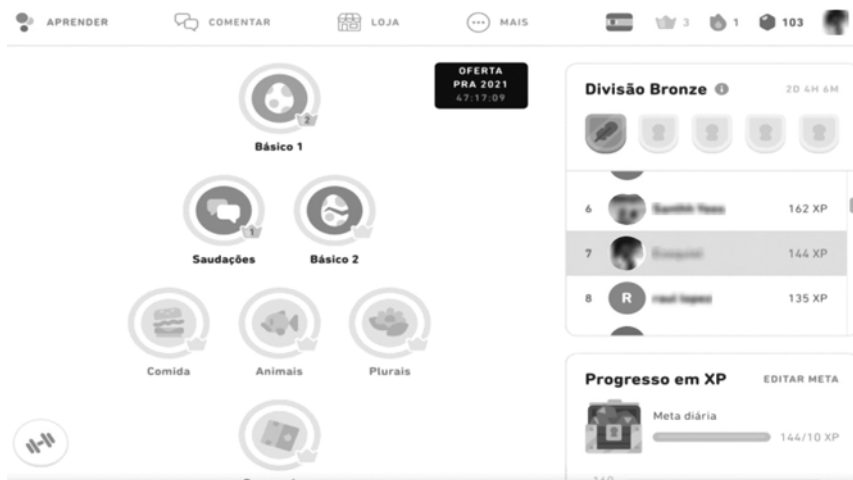 APRENDER COMENTAR LOJA MAIS 3 1 103
OFERTA
PRA 2021
47:17:09
Básico 1
2
Saudações
1
Básico 2
Comida
Animais
Plurais
Divisão Bronze 2D 4H 6M
6 162 XP
7 144 XP
8 R 135 XP
Progresso em XP EDITAR META
Meta diária
144/10 XP